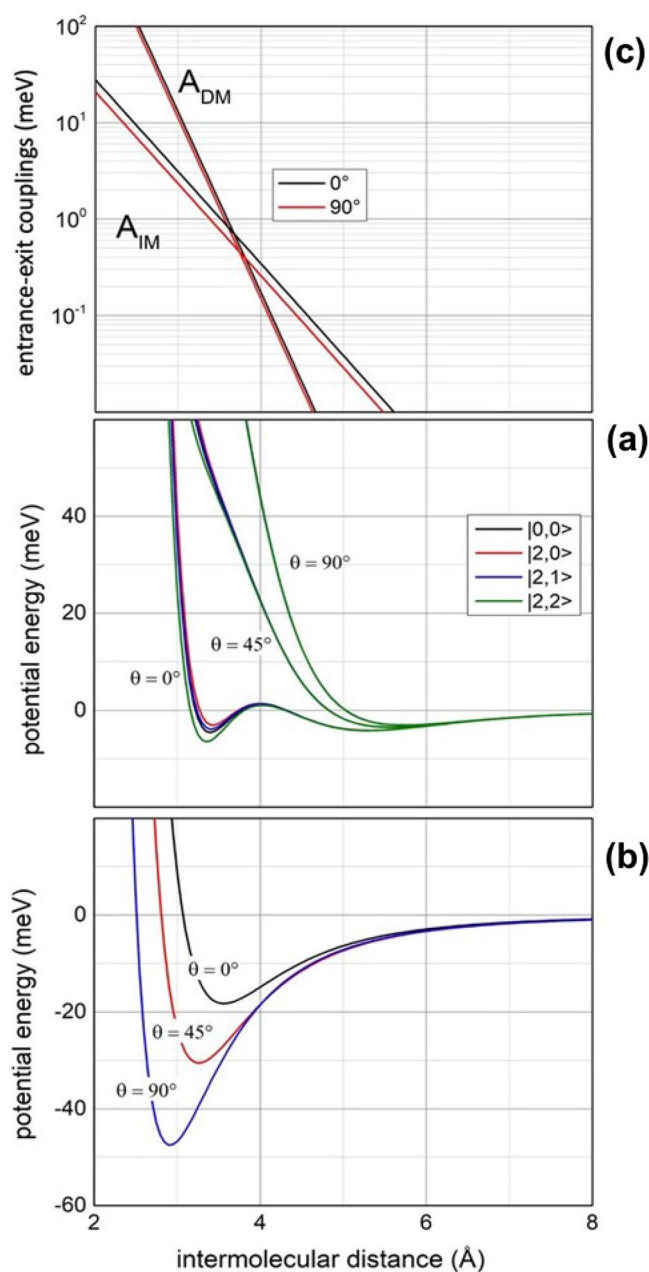 (c)
entrance-exit couplings (meV)
10²
10¹
10⁰
10⁻¹
A_DM
A_IM
0°
90°
(a)
potential energy (meV)
40
20
0
|0,0>
|2,0>
|2,1>
|2,2>
θ = 90°
θ = 45°
θ = 0°
(b)
potential energy (meV)
0
-20
-40
-60
θ = 0°
θ = 45°
θ = 90°
2
4
6
8
intermolecular distance (Å)